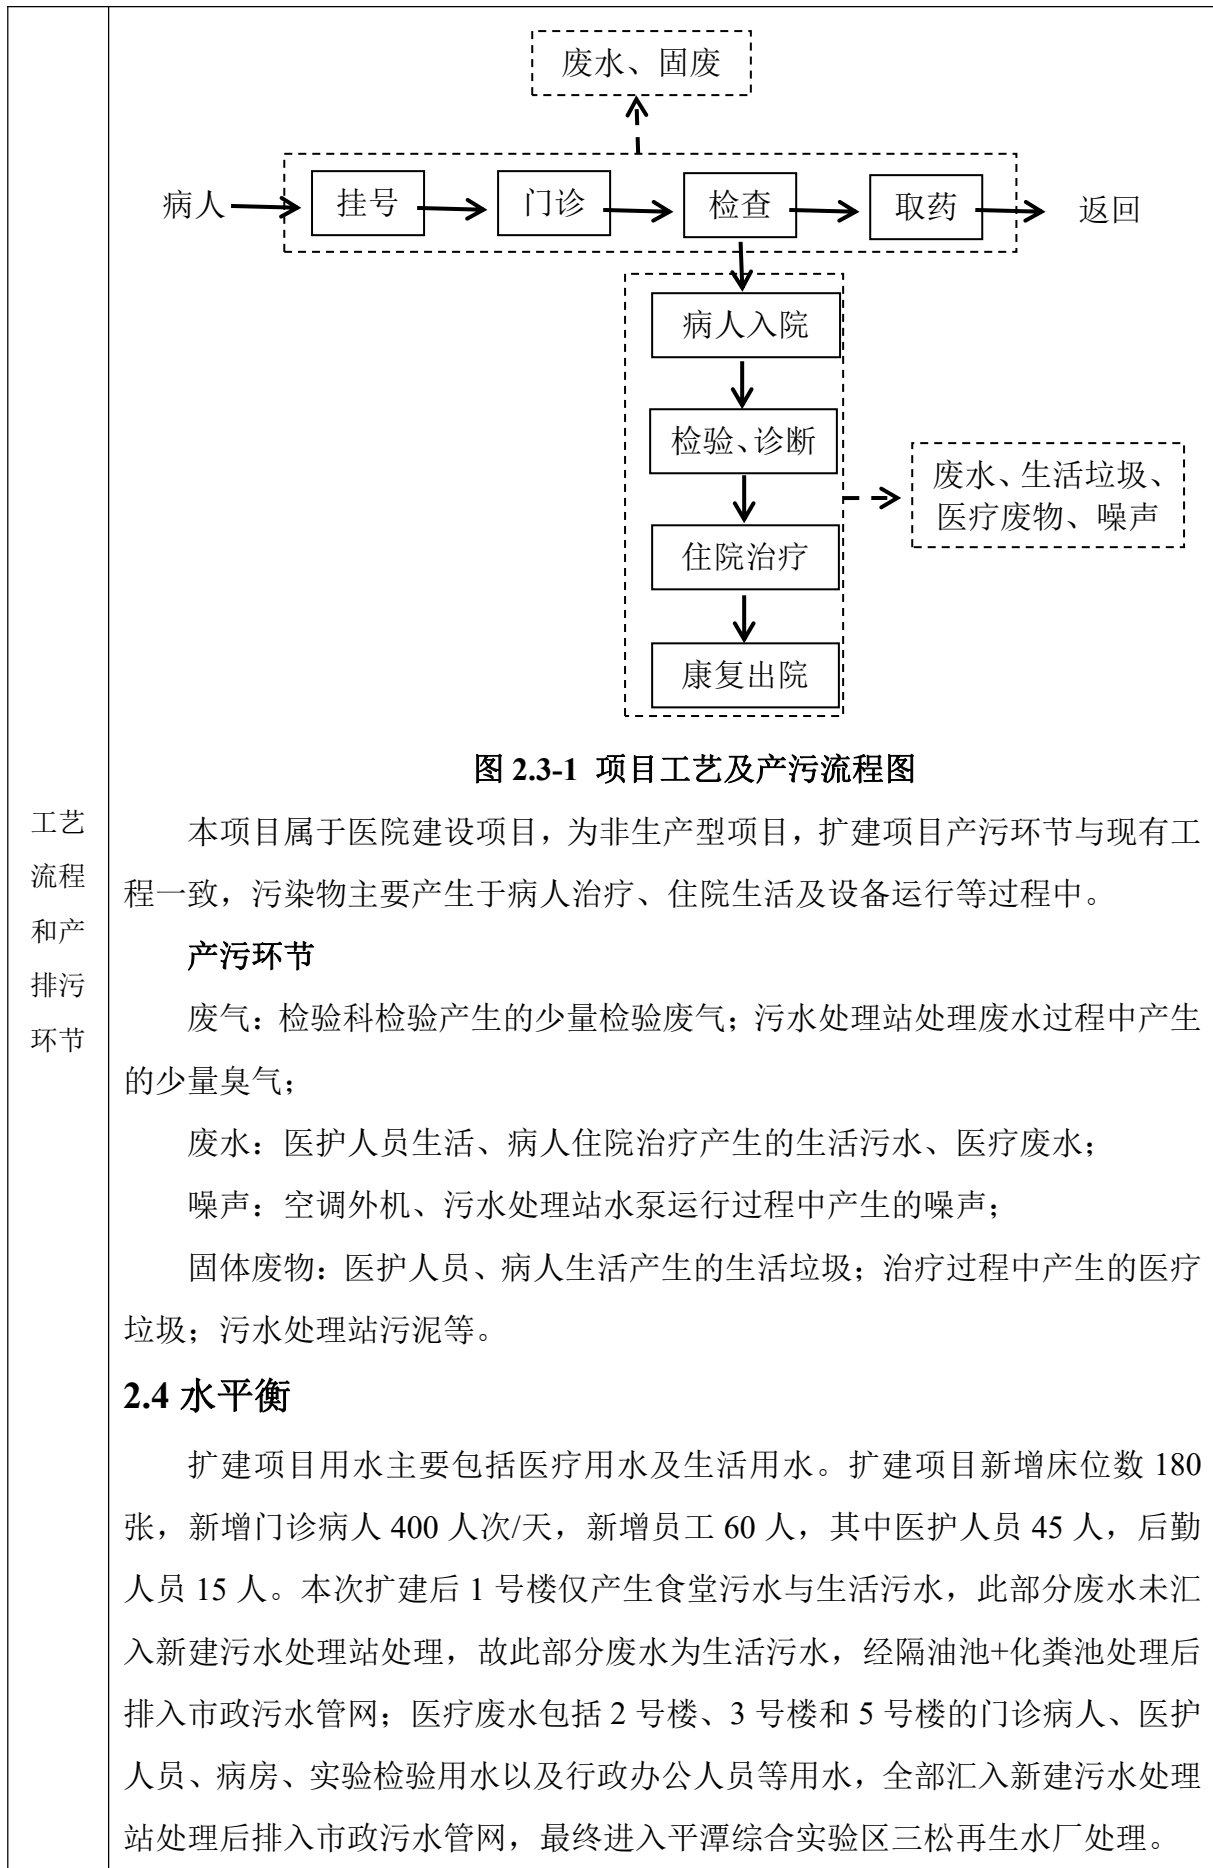 废水、固废
病人
挂号
门诊
检查
取药
返回
病人入院
检验、诊断
住院治疗
康复出院
废水、生活垃圾、
医疗废物、噪声
图 2.3-1 项目工艺及产污流程图
工艺
流程
和产
排污
环节
本项目属于医院建设项目，为非生产型项目，扩建项目产污环节与现有工
程一致，污染物主要产生于病人治疗、住院生活及设备运行等过程中。
产污环节
废气：检验科检验产生的少量检验废气；污水处理站处理废水过程中产生
的少量臭气；
废水：医护人员生活、病人住院治疗产生的生活污水、医疗废水；
噪声：空调外机、污水处理站水泵运行过程中产生的噪声；
固体废物：医护人员、病人生活产生的生活垃圾；治疗过程中产生的医疗
垃圾；污水处理站污泥等。
2.4 水平衡
扩建项目用水主要包括医疗用水及生活用水。扩建项目新增床位数 180
张，新增门诊病人 400 人次/天，新增员工 60 人，其中医护人员 45 人，后勤
人员 15 人。本次扩建后 1 号楼仅产生食堂污水与生活污水，此部分废水未汇
入新建污水处理站处理，故此部分废水为生活污水，经隔油池+化粪池处理后
排入市政污水管网；医疗废水包括 2 号楼、3 号楼和 5 号楼的门诊病人、医护
人员、病房、实验检验用水以及行政办公人员等用水，全部汇入新建污水处理
站处理后排入市政污水管网，最终进入平潭综合实验区三松再生水厂处理。